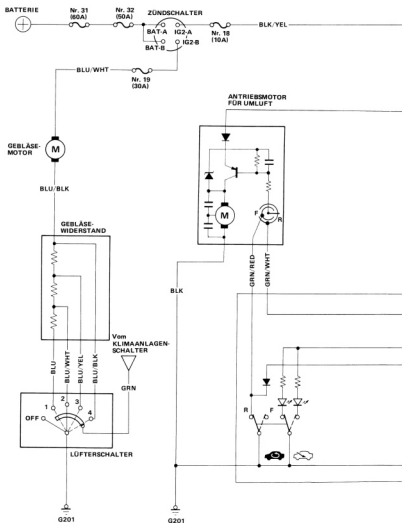 BATTERIE
Nr. 31
(60A)
Nr. 32
(50A)
ZÜNDSCHALTER
BAT-A
IG2-A
BAT-B
IG2-B
Nr. 18
(10A)
BLK/YEL
BLU/WHT
Nr. 19
(30A)
ANTRIEBSMOTOR
FÜR UMLUFT
GEBLÄSE-
MOTOR
M
BLU/BLK
M
F
R
GEBLÄSE-
WIDERSTAND
GRN/RED
GRN/WHT
BLK
Vom
KLIMAANLAGEN-
SCHALTER
BLU
BLU/WHT
BLU/YEL
BLU/BLK
GRN
OFF
1
2
3
4
R
F
LÜFTERSCHALTER
G201
G201